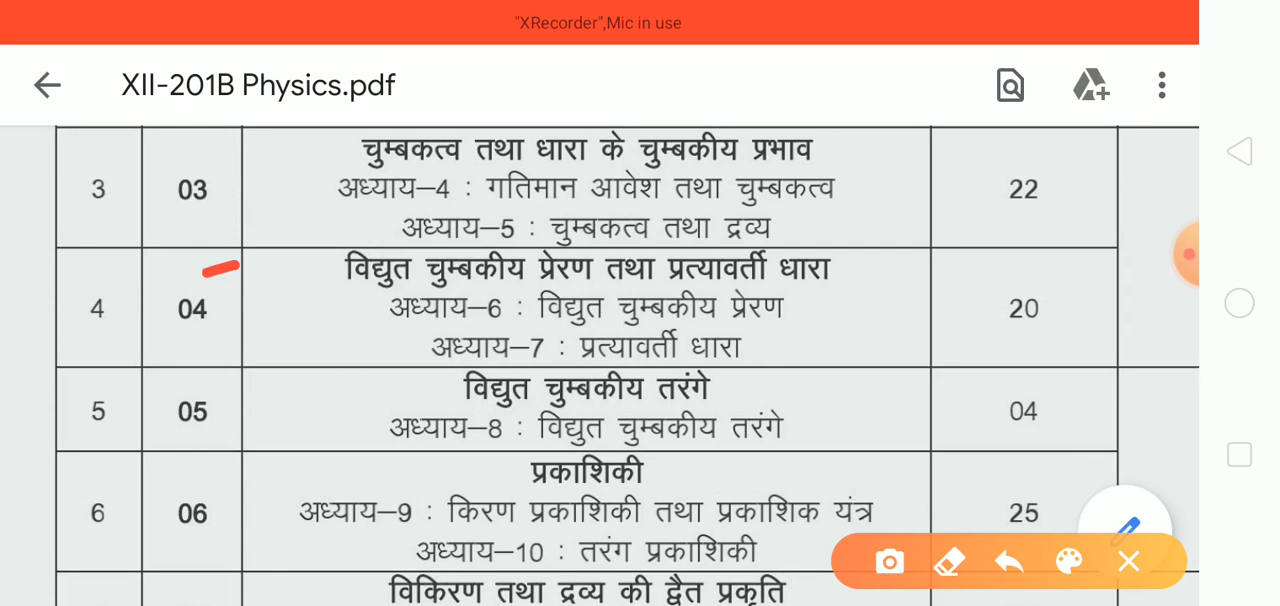 "XRecorder",Mic in use
XII-201B Physics.pdf
चुम्बकत्व तथा धारा के चुम्बकीय प्रभाव
3 03 अध्याय–4 : गतिमान आवेश तथा चुम्बकत्व 22
अध्याय–5 : चुम्बकत्व तथा द्रव्य
विद्युत चुम्बकीय प्रेरण तथा प्रत्यावर्ती धारा
4 04 अध्याय–6 : विद्युत चुम्बकीय प्रेरण 20
अध्याय–7 : प्रत्यावर्ती धारा
विद्युत चुम्बकीय तरंगे
5 05 अध्याय–8 : विद्युत चुम्बकीय तरंगे 04
प्रकाशिकी
6 06 अध्याय–9 : किरण प्रकाशिकी तथा प्रकाशिक यंत्र 25
अध्याय–10 : तरंग प्रकाशिकी
विकिरण तथा द्रव्य की द्वैत प्रकृति